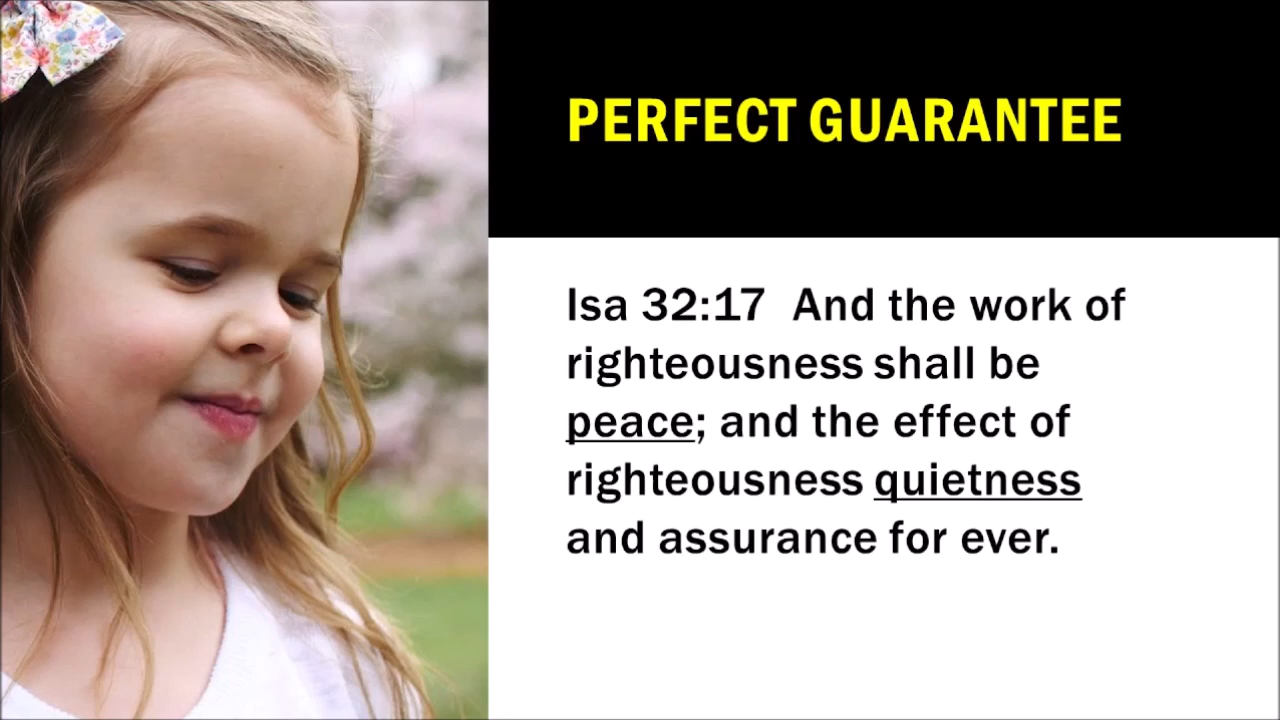 PERFECT GUARANTEE
Isa 32:17  And the work of
righteousness shall be
peace; and the effect of
righteousness quietness
and assurance for ever.